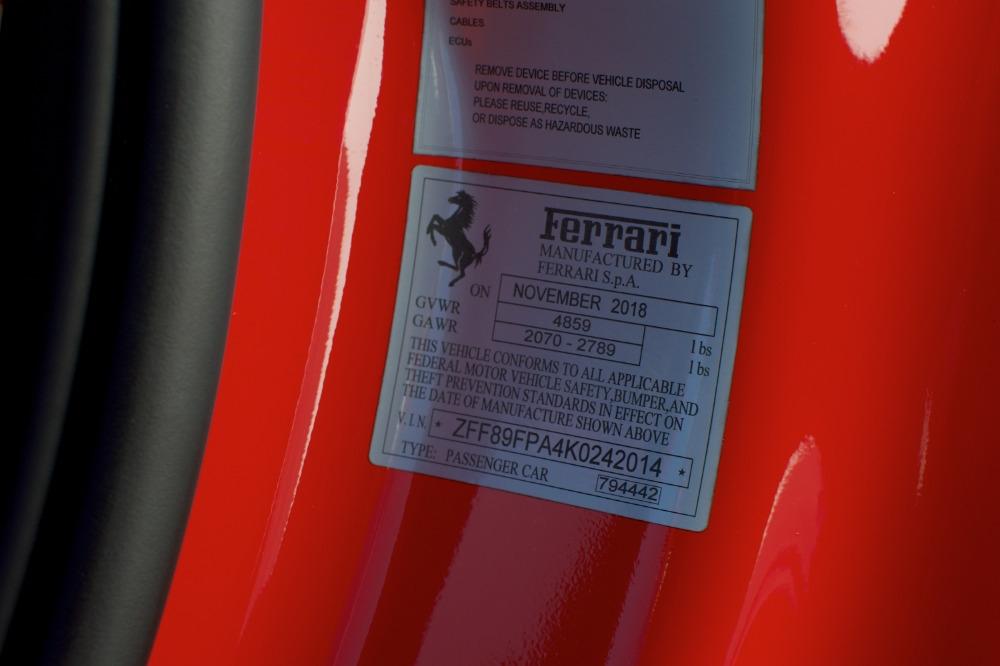 SAFETY BELTS ASSEMBLY
CABLES
ECUs
REMOVE DEVICE BEFORE VEHICLE DISPOSAL
UPON REMOVAL OF DEVICES:
PLEASE REUSE,RECYCLE,
OR DISPOSE AS HAZARDOUS WASTE
Ferrari
MANUFACTURED BY
FERRARI S.p.A.
ON NOVEMBER 2018
GVWR 4859 lbs
GAWR 2070 - 2789 lbs
THIS VEHICLE CONFORMS TO ALL APPLICABLE
FEDERAL MOTOR VEHICLE SAFETY,BUMPER,AND
THEFT PREVENTION STANDARDS IN EFFECT ON
THE DATE OF MANUFACTURE SHOWN ABOVE
V.I.N. * ZFF89FPA4K0242014 *
TYPE: PASSENGER CAR 794442